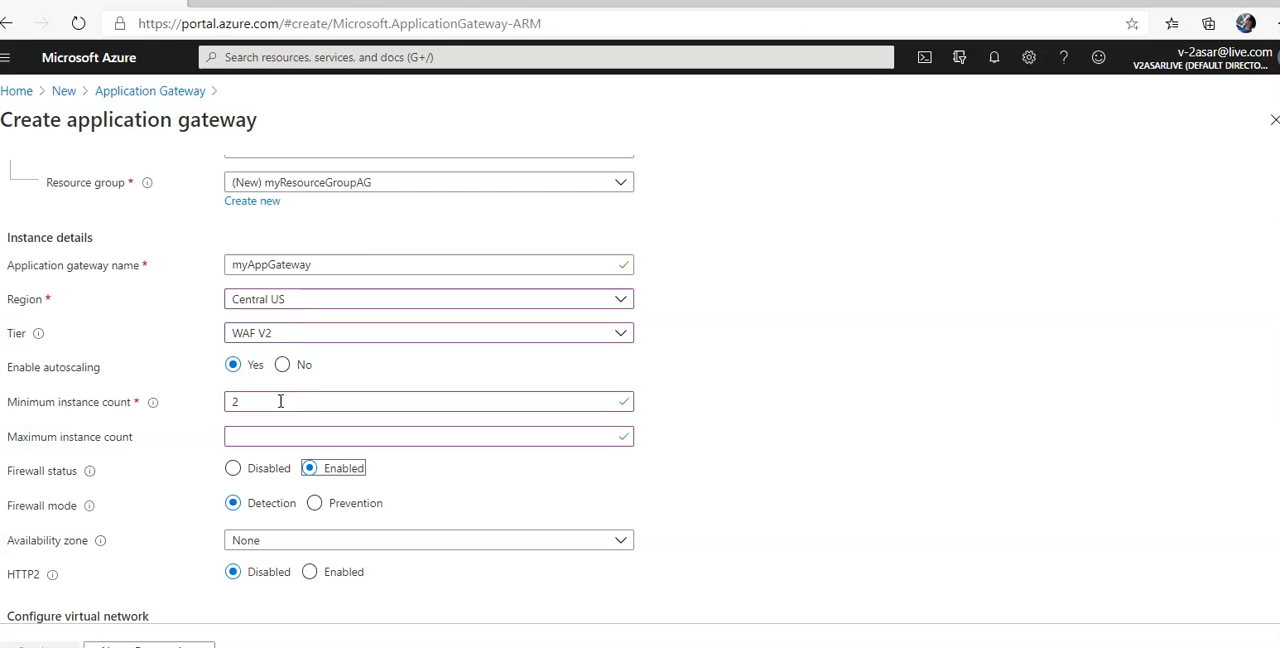 https://portal.azure.com/#create/Microsoft.ApplicationGateway-ARM
Microsoft Azure
Search resources, services, and docs (G+/)
v-2asar@live.com
V2ASARLIVE (DEFAULT DIRECTO...
Home > New > Application Gateway >
Create application gateway
Resource group *
(New) myResourceGroupAG
Create new
Instance details
Application gateway name *
myAppGateway
Region *
Central US
Tier
WAF V2
Enable autoscaling
Yes No
Minimum instance count *
2
Maximum instance count
Firewall status
Disabled Enabled
Firewall mode
Detection Prevention
Availability zone
None
HTTP2
Disabled Enabled
Configure virtual network